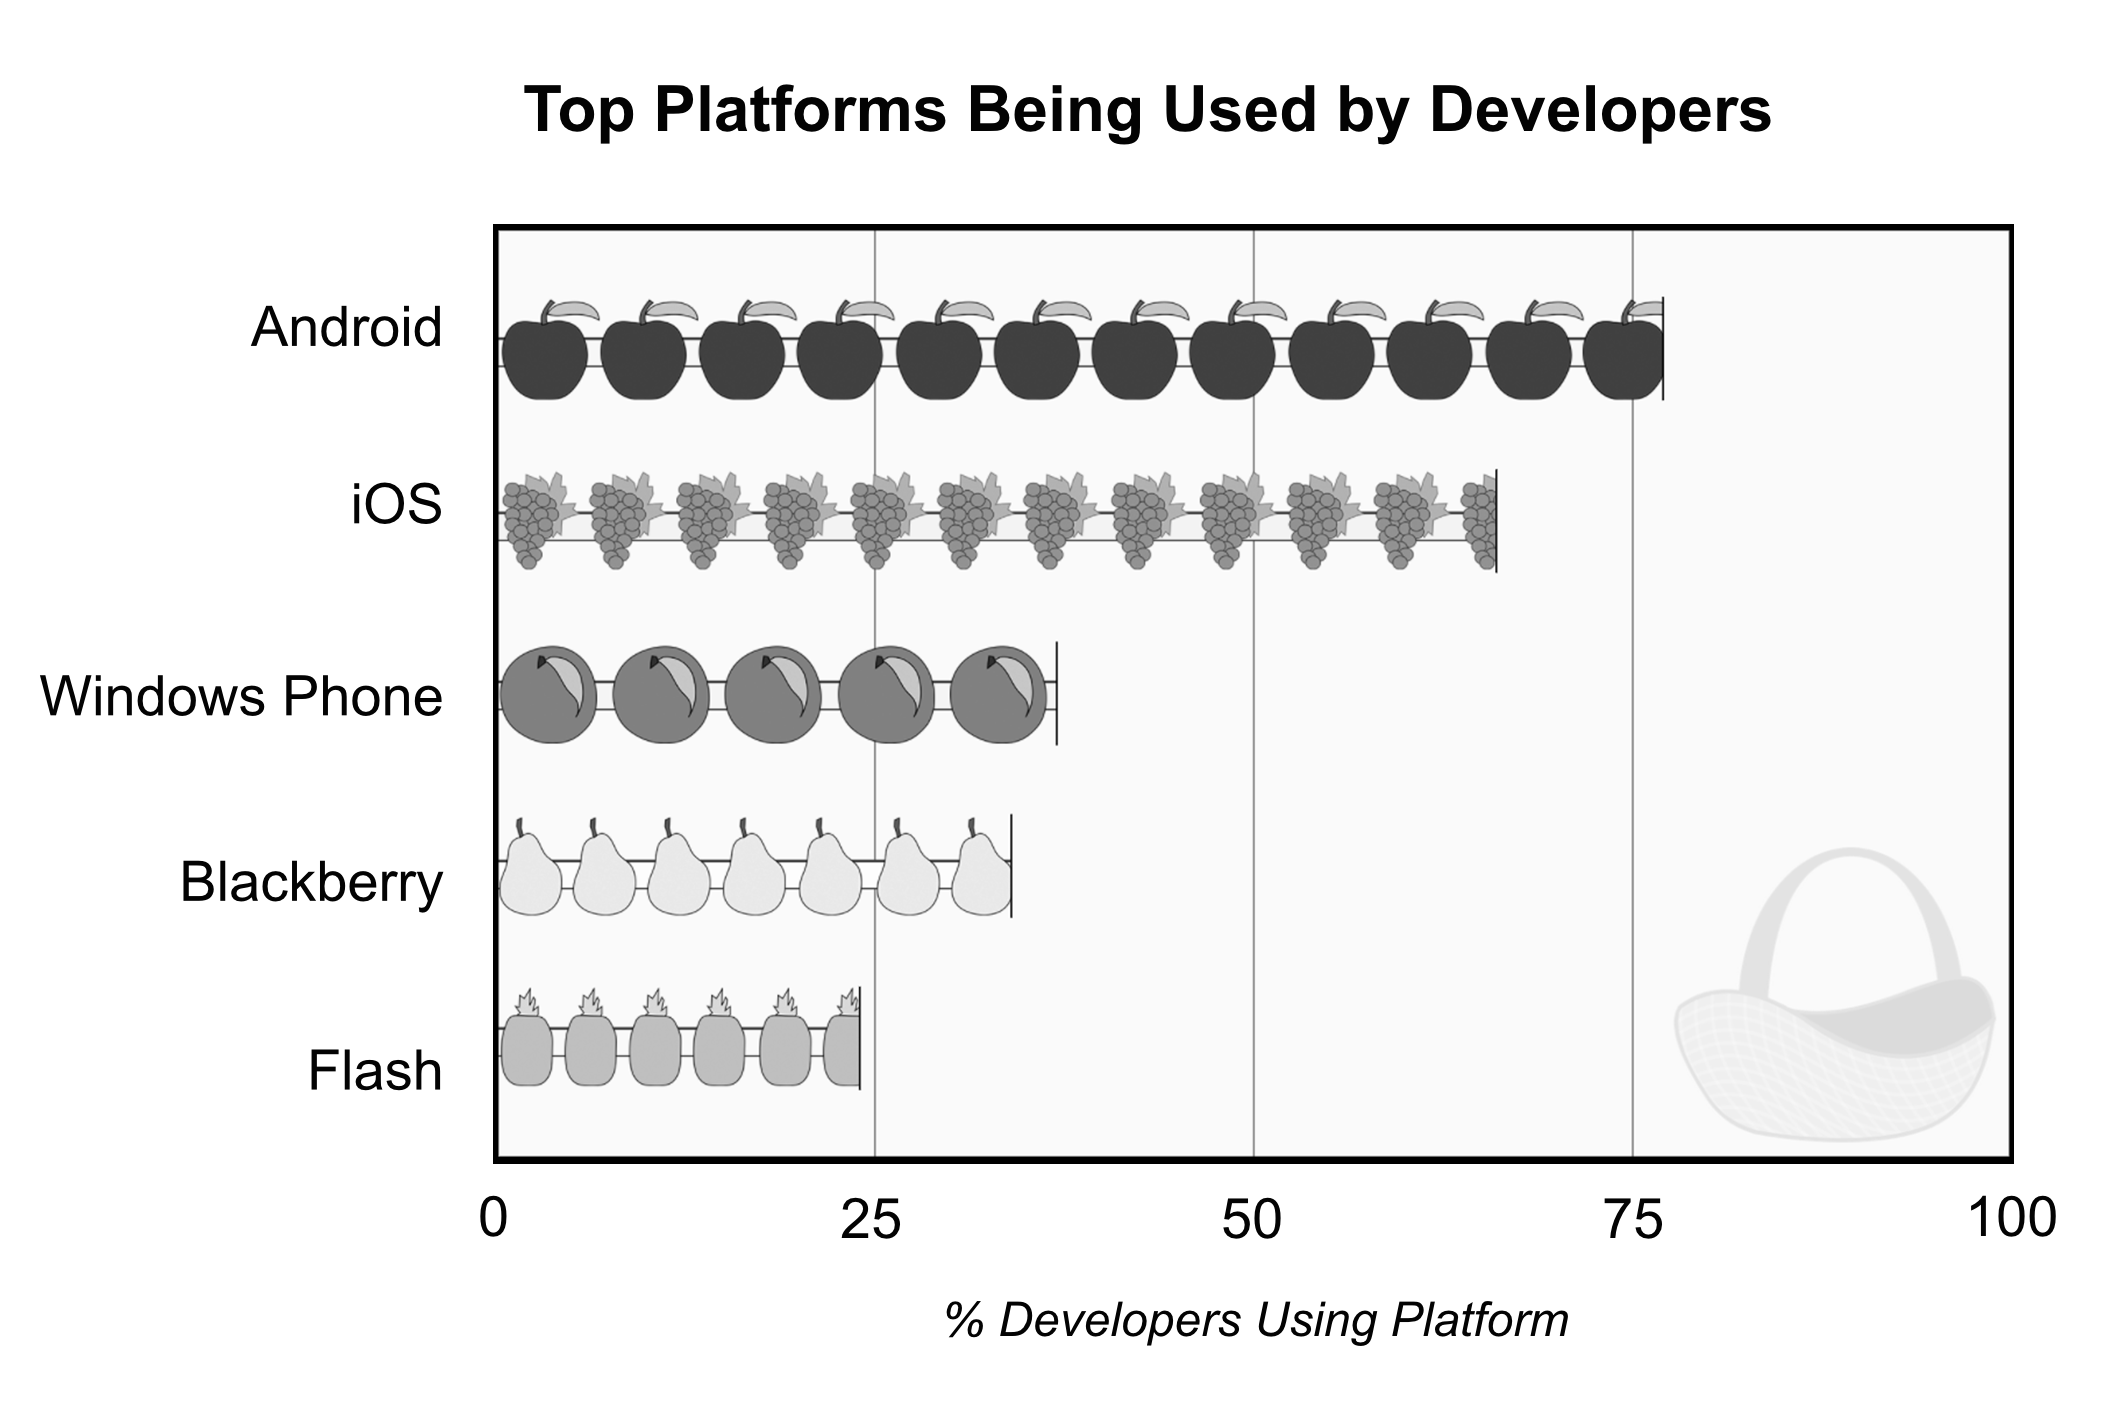 Top Platforms Being Used by Developers
Android
iOS
Windows Phone
Blackberry
Flash
0 25 50 75 100
% Developers Using Platform